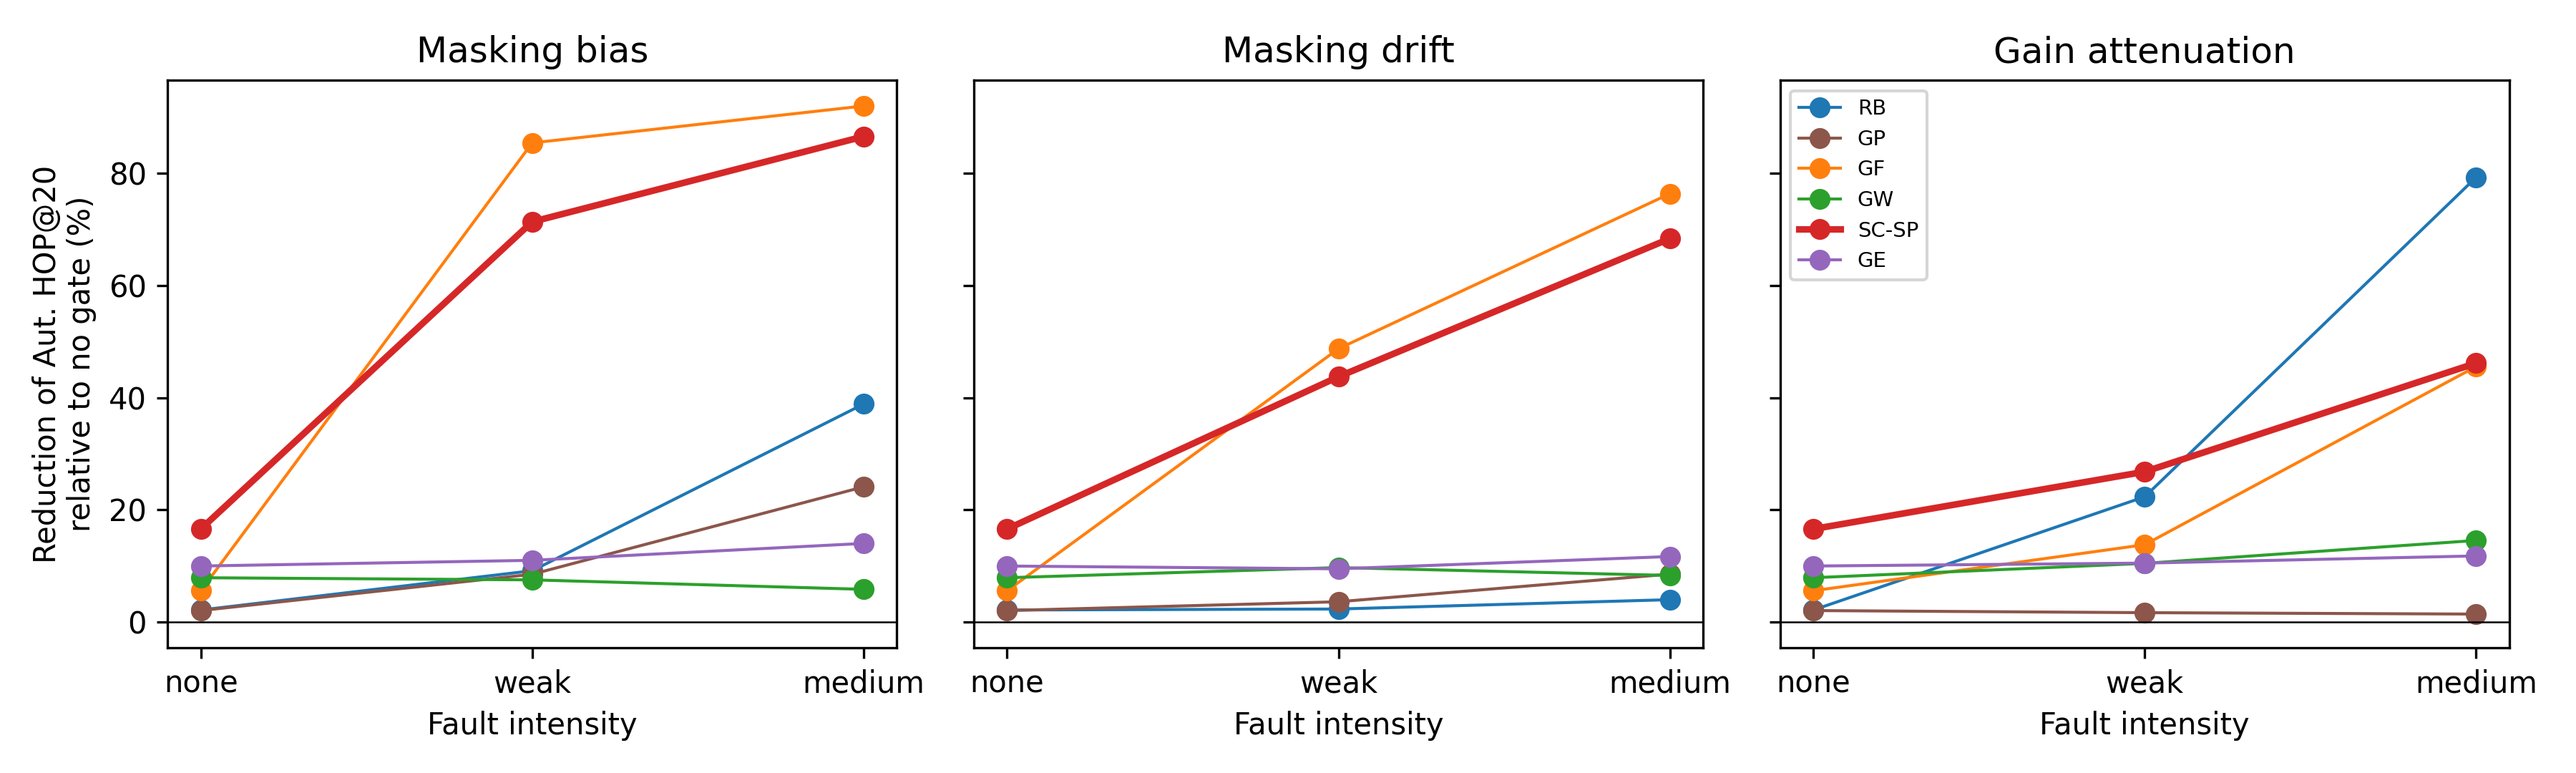 Masking bias
Masking drift
Gain attenuation
Reduction of Aut. HOP@20
relative to no gate (%)
80
60
40
20
0
RB
GP
GF
GW
SC-SP
GE
none weak medium
none weak medium
none weak medium
Fault intensity
Fault intensity
Fault intensity